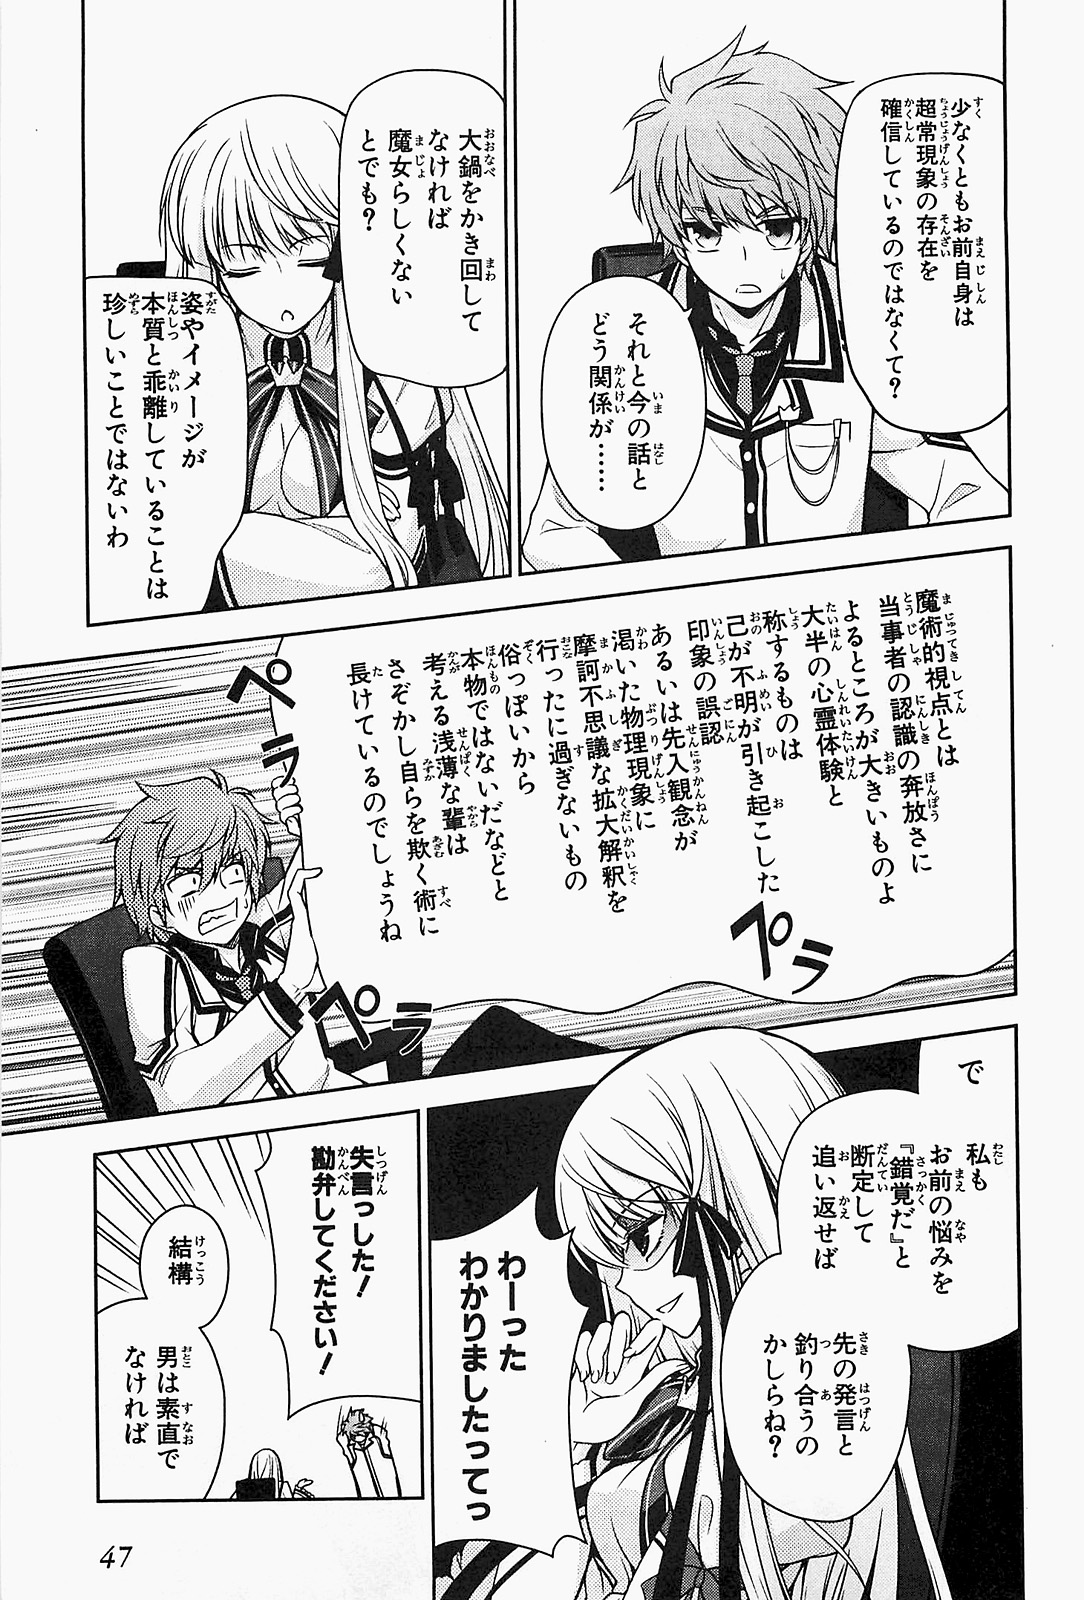 少なくともお前自身は
超常現象の存在を
確信しているのではなくて？
それと今の話と
どう関係が……
大鍋をかき回して
なければ
魔女らしくない
とでも？
姿やイメージが
本質と乖離していることは
珍しいことではないわ
魔術的視点とは
当事者の認識の奔放さに
よるところが大きいものよ
大半の心霊体験と
称するものは
己が不明が引き起こした
印象の誤認
あるいは先入観念が
渇いた物理現象に
摩訶不思議な拡大解釈を
行ったに過ぎないもの
俗っぽいから
本物ではないだなどと
考える浅薄な輩は
さぞかし自らを欺く術に
長けているのでしょうね
ペラ
ペラ
ペラ
で
私も
お前の悩みを
『錯覚だ』と
断定して
追い返せば
先の発言と
釣り合うの
かしらね？
わーった
わかりましたってっ
失言っした！
勘弁してください！
結構
男は素直で
なければ
47